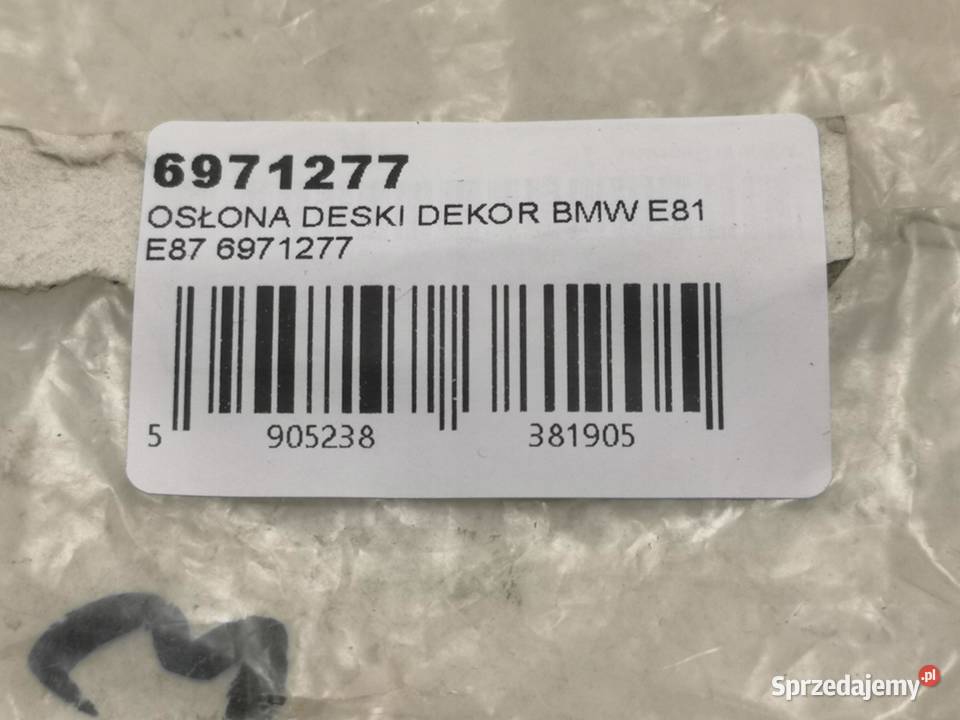 6971277
OSŁONA DESKI DEKOR BMW E81
E87 6971277
5 905238 381905
Sprzedajemy.pl